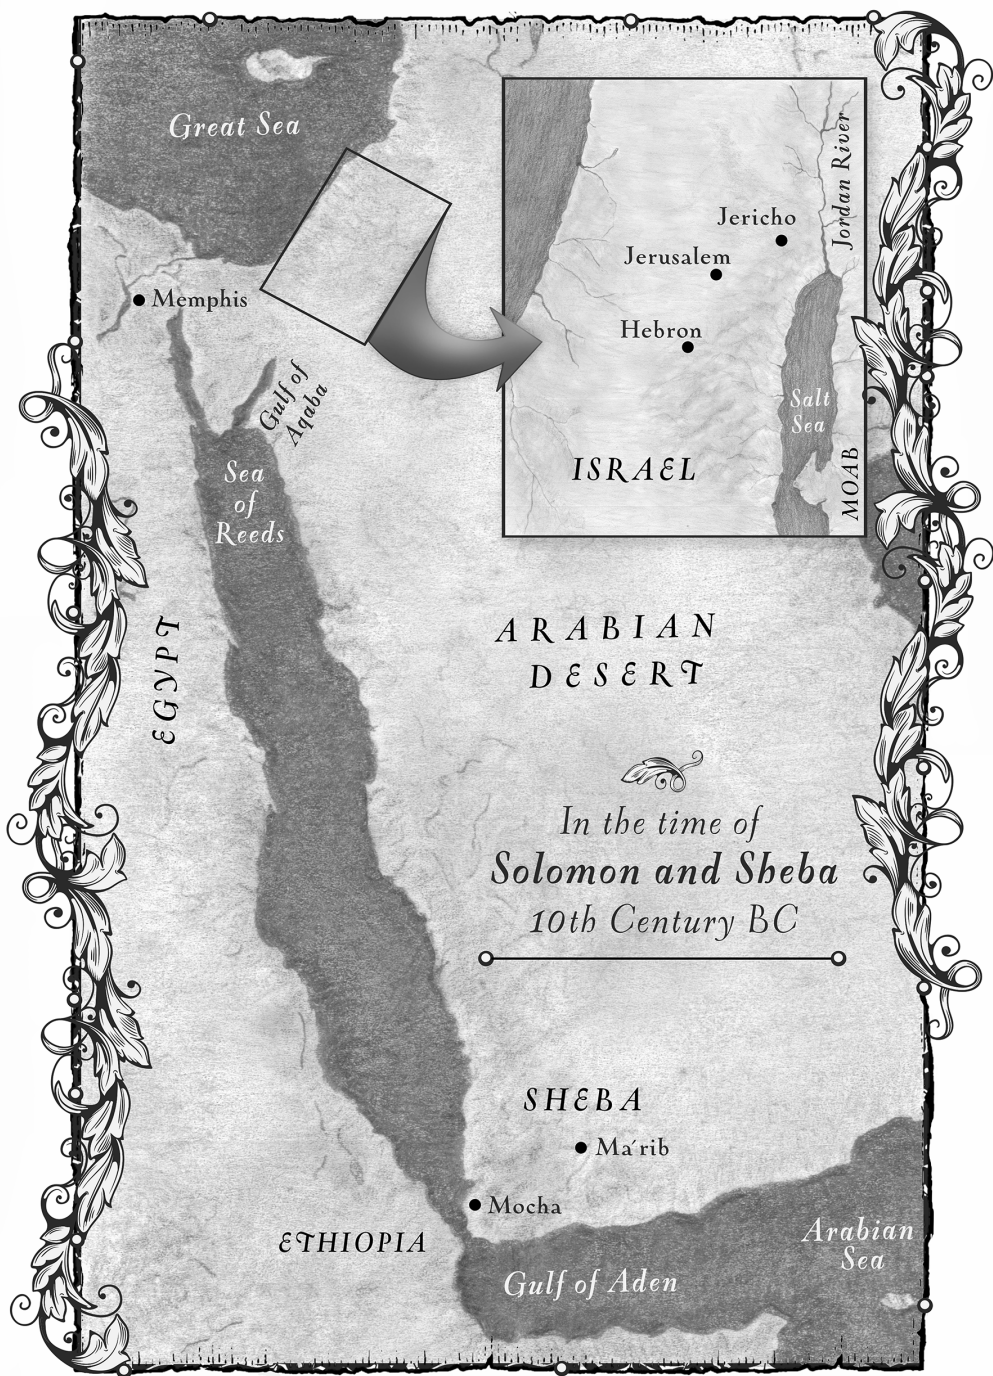 Great Sea
Memphis
Gulf of
Aqaba
Sea
of
Reeds
Jordan River
Jericho
Jerusalem
Hebron
Salt
Sea
ISRAEL
MOAB
EGYPT
ARABIAN
DESERT
In the time of
Solomon and Sheba
10th Century BC
SHEBA
Ma'rib
Mocha
ETHIOPIA
Gulf of Aden
Arabian
Sea